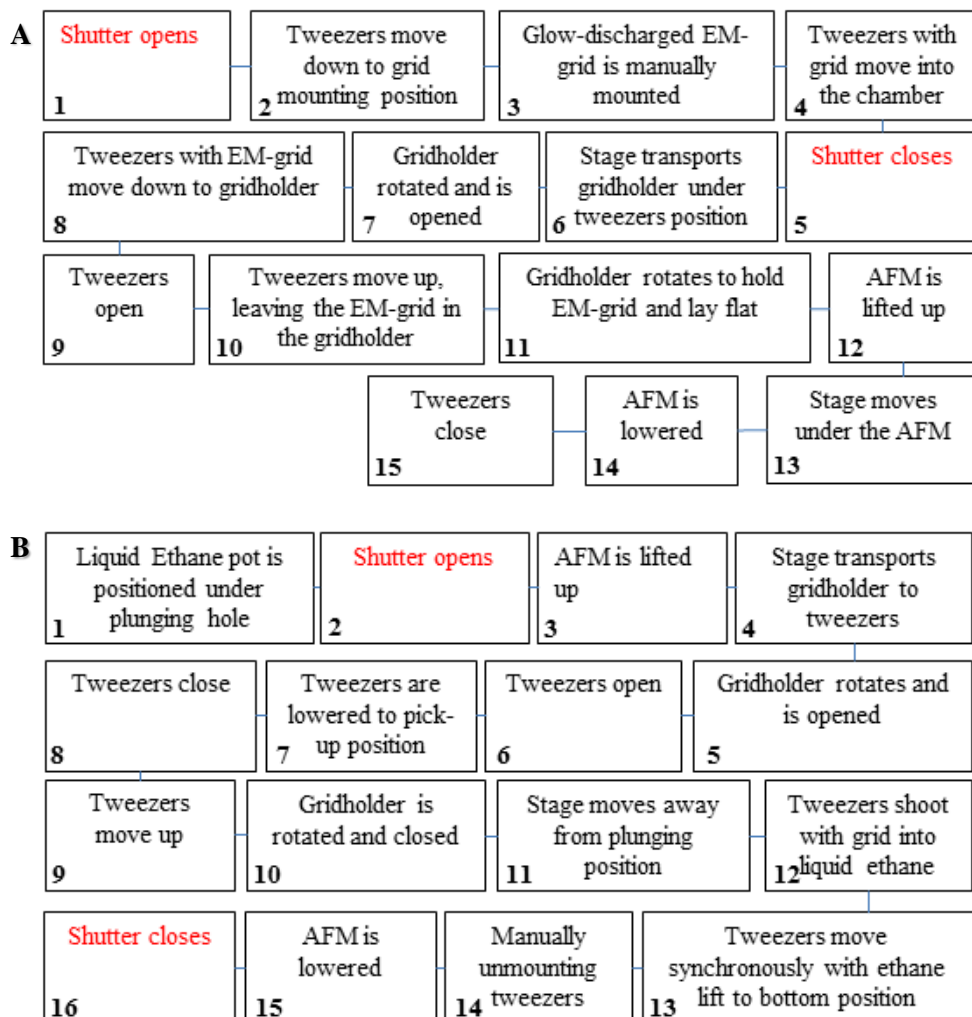 A
Shutter opens
1
Tweezers move
down to grid
mounting position
2
Glow-discharged EM-
grid is manually
mounted
3
Tweezers with
grid move into
the chamber
4
Shutter closes
5
Stage transports
gridholder under
tweezers position
6
Gridholder
rotated and is
opened
7
Tweezers with EM-grid
move down to gridholder
8
Tweezers
open
9
Tweezers move up,
leaving the EM-grid in
the gridholder
10
Gridholder rotates to hold
EM-grid and lay flat
11
AFM is
lifted up
12
Stage moves
under the AFM
13
AFM is
lowered
14
Tweezers
close
15
B
Liquid Ethane pot is
positioned under
plunging hole
1
Shutter opens
2
AFM is lifted
up
3
Stage transports
gridholder to
tweezers
4
Gridholder rotates and
is opened
5
Tweezers open
6
Tweezers are
lowered to pick-
up position
7
Tweezers close
8
Tweezers
move up
9
Gridholder is
rotated and closed
10
Stage moves away
from plunging
position
11
Tweezers shoot
with grid into
liquid ethane
12
Tweezers move
synchronously with ethane
lift to bottom position
13
Manually
unmounting
tweezers
14
AFM is
lowered
15
Shutter closes
16